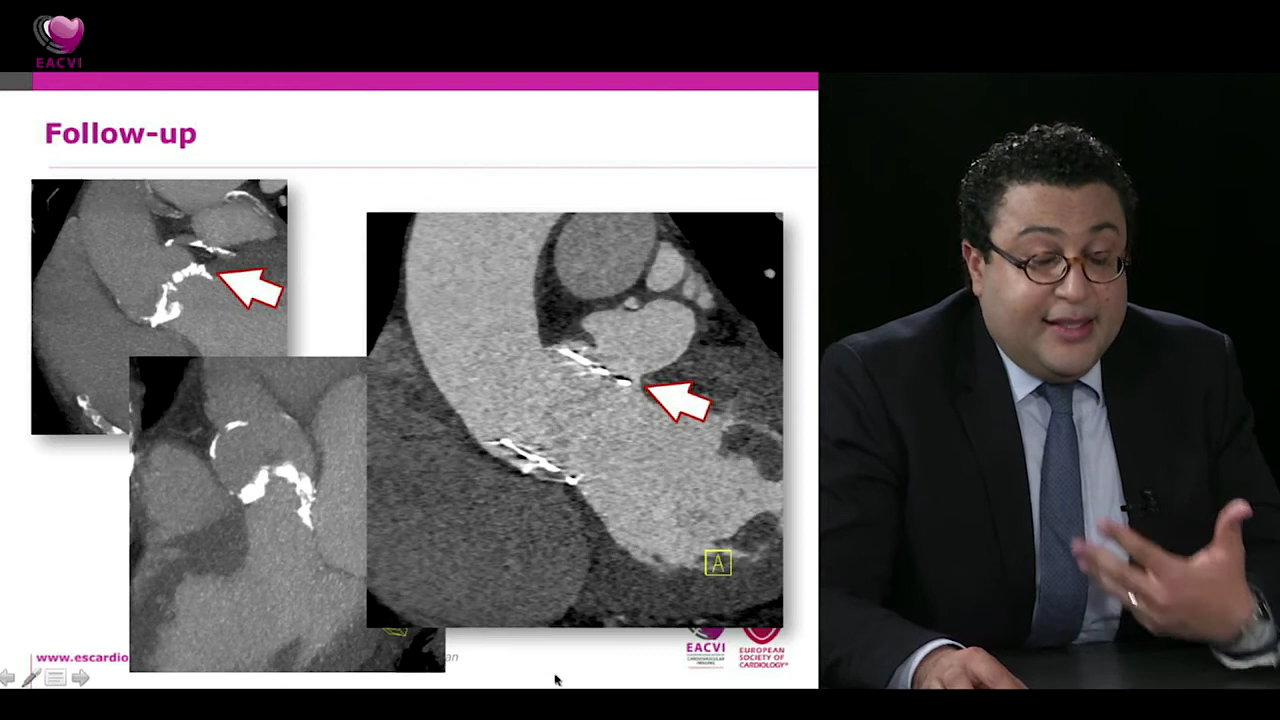 EACVI
Follow-up
A
www.escardio
EACVI
EUROPEAN
SOCIETY OF
CARDIOLOGY®